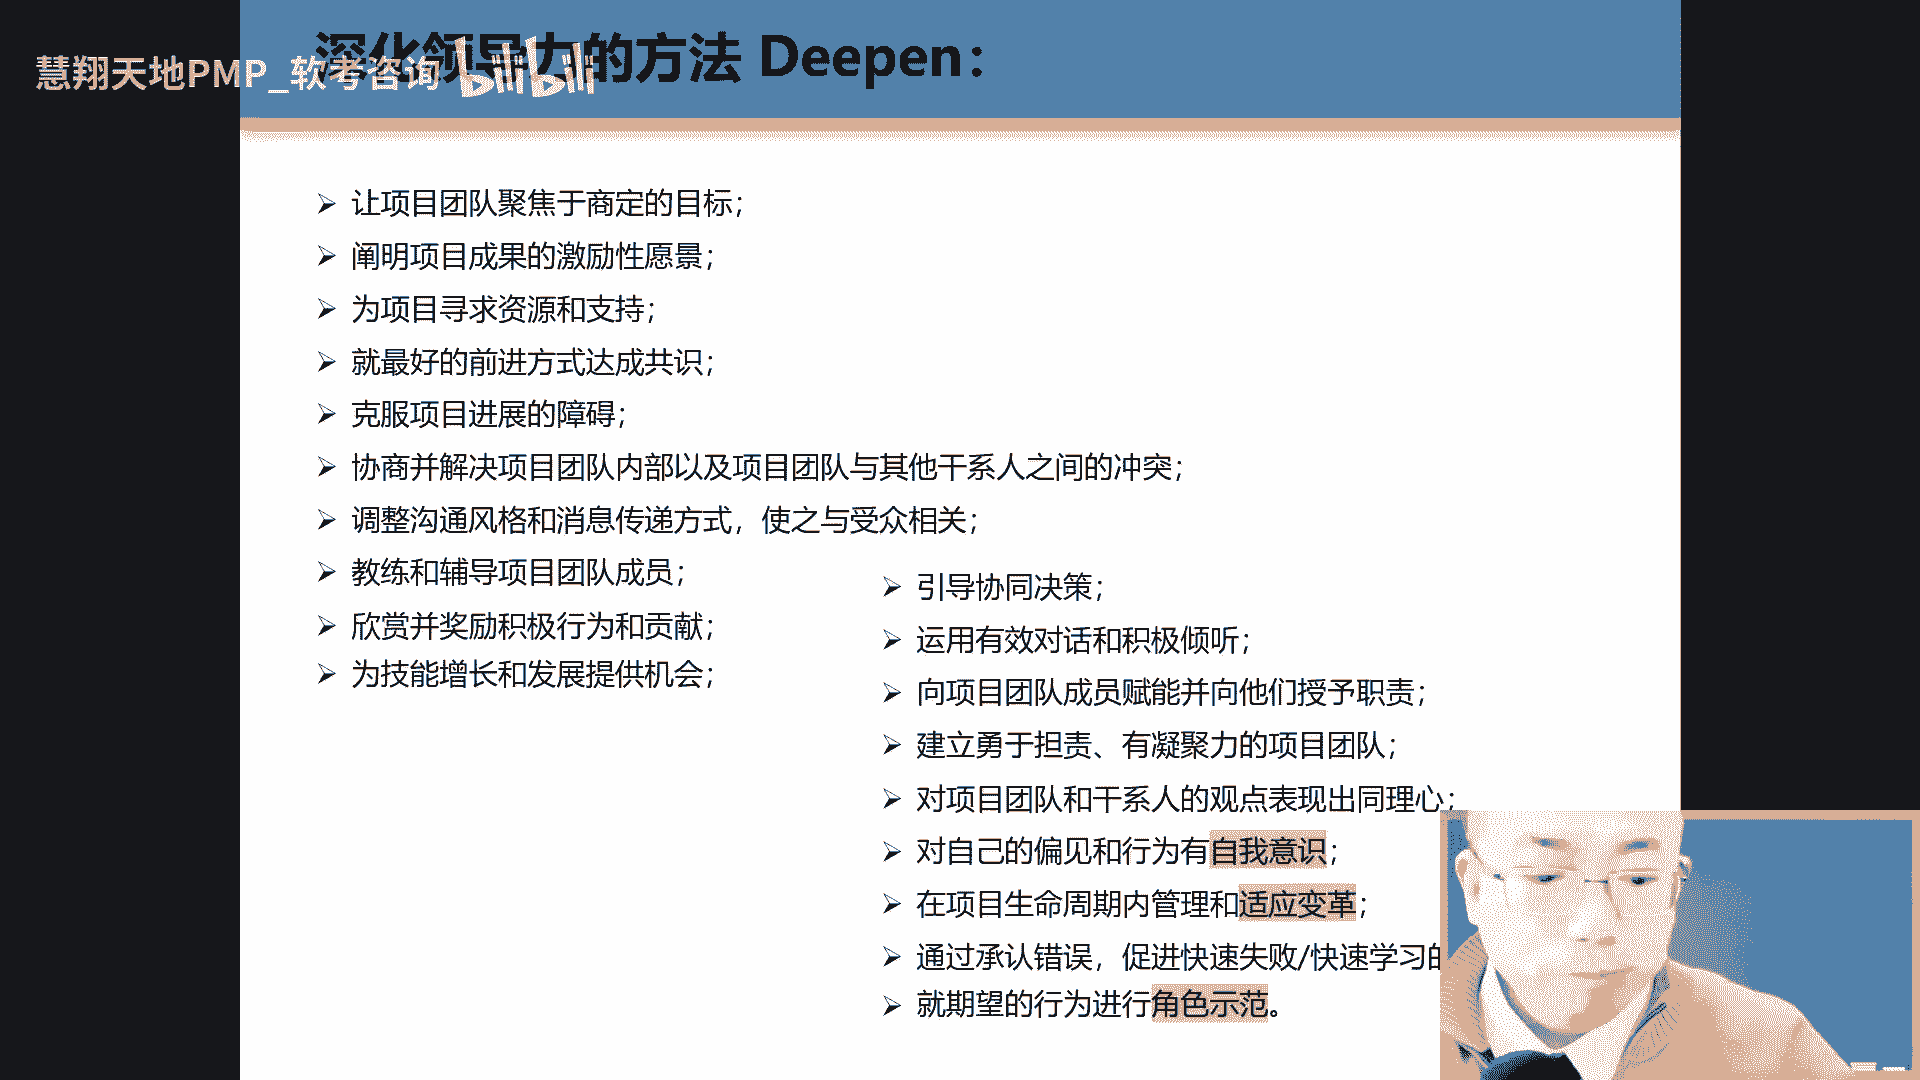 深化领导力的方法 Deepen：
慧翔天地PMP_软考咨询 bilibili
让项目团队聚焦于商定的目标；
阐明项目成果的激励性愿景；
为项目寻求资源和支持；
就最好的前进方式达成共识；
克服项目进展的障碍；
协商并解决项目团队内部以及项目团队与其他干系人之间的冲突；
调整沟通风格和消息传递方式，使之与受众相关；
教练和辅导项目团队成员；
欣赏并奖励积极行为和贡献；
为技能增长和发展提供机会；
引导协同决策；
运用有效对话和积极倾听；
向项目团队成员赋能并向他们授予职责；
建立勇于担责、有凝聚力的项目团队；
对项目团队和干系人的观点表现出同理心；
对自己的偏见和行为有自我意识；
在项目生命周期内管理和适应变革；
通过承认错误，促进快速失败/快速学习的
就期望的行为进行角色示范。